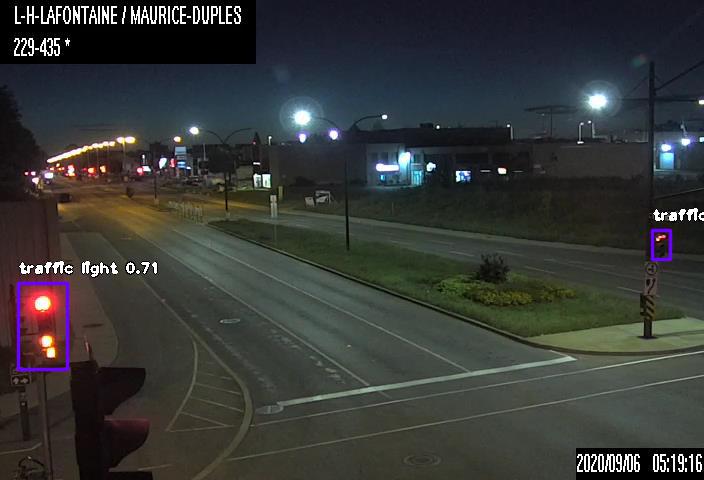 L-H-LAFONTAINE / MAURICE-DUPLES
229-435 *
traffic
traffic light 0.71
2020/09/06 05:19:16